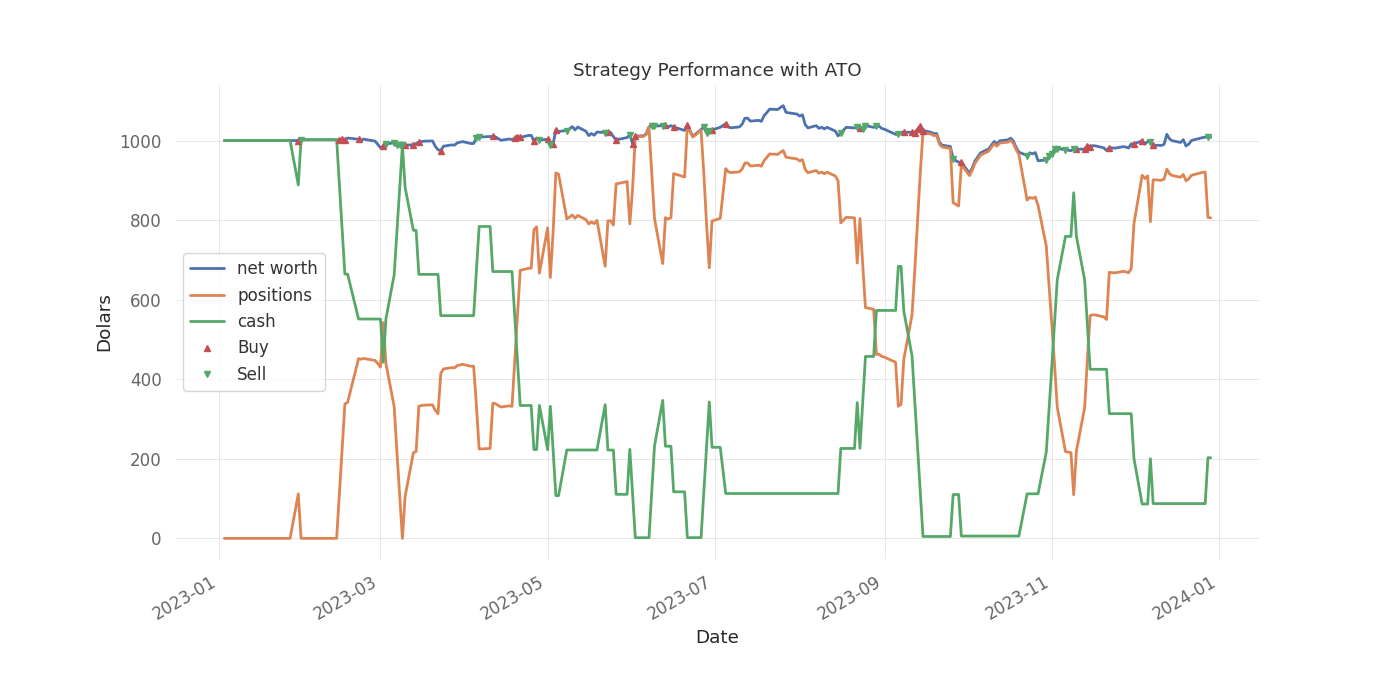 Strategy Performance with ATO
1000
800
600
400
200
0
Dolars
net worth
positions
cash
Buy
Sell
2023-01
2023-03
2023-05
2023-07
2023-09
2023-11
2024-01
Date